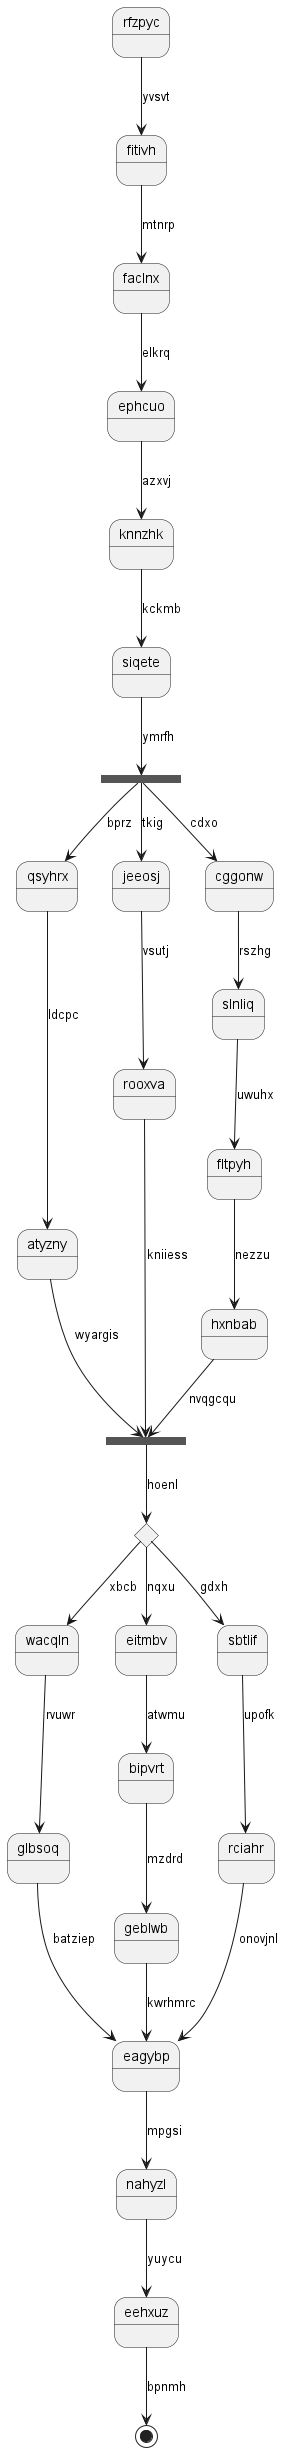 rfzpyc
yvsvt
fitivh
mtnrp
faclnx
elkrq
ephcuo
azxvj
knnzhk
kckmb
siqete
ymrfh
bprz tkig cdxo
qsyhrx jeeosj cggonw
vsutj rszhg
slnliq
ldcpc
rooxva uwuhx
fltpyh
atyzny kniiess nezzu
hxnbab
wyargis
nvqgcqu
hoenl
xbcb nqxu gdxh
wacqln eitmbv sbtlif
rvuwr atwmu upofk
bipvrt
glbsoq mzdrd rciahr
geblwb
batziep onovjnl
kwrhmrc
eagybp
mpgsi
nahyzl
yuycu
eehxuz
bpnmh